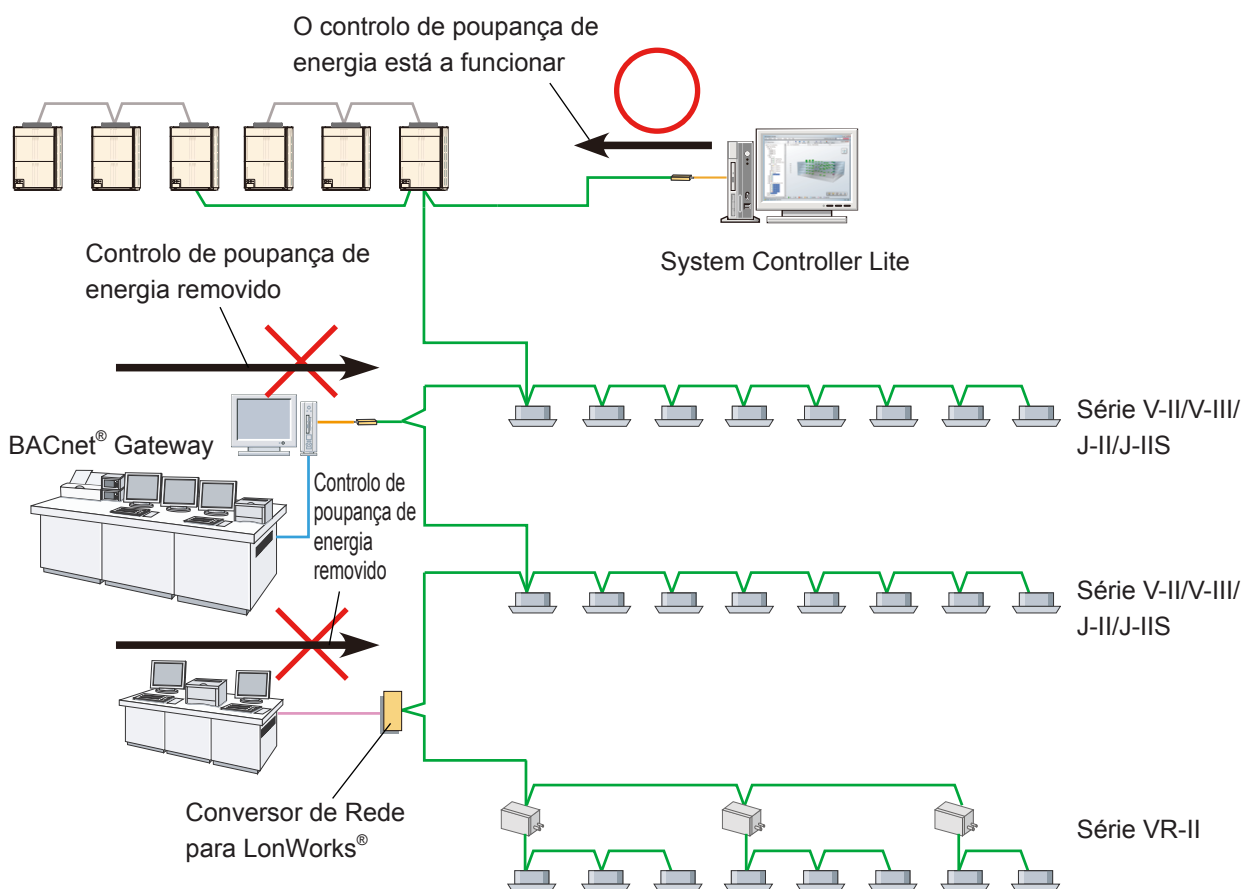 O controlo de poupança de
energia está a funcionar
System Controller Lite
Controlo de poupança de
energia removido
BACnet® Gateway
Controlo de
poupança de
energia
removido
Série V-II/V-III/
J-II/J-IIS
Série V-II/V-III/
J-II/J-IIS
Conversor de Rede
para LonWorks®
Série VR-II